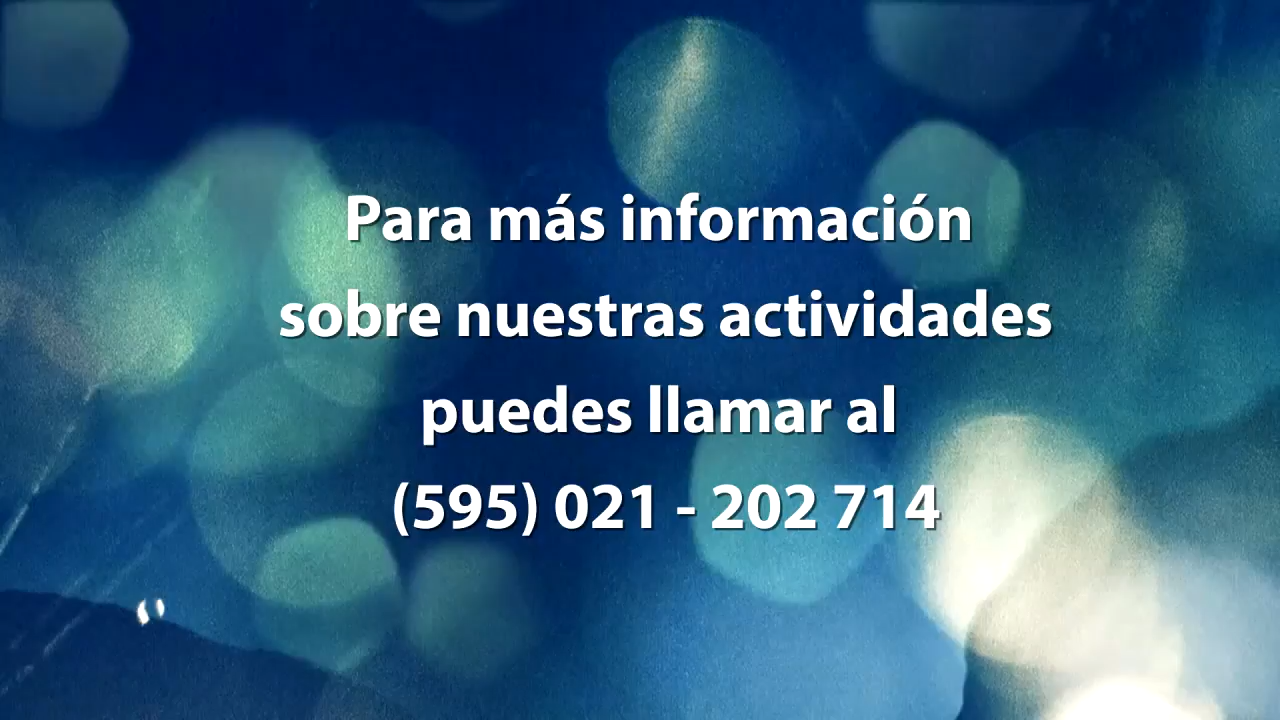 Para más información
sobre nuestras actividades
puedes llamar al
(595) 021 - 202 714